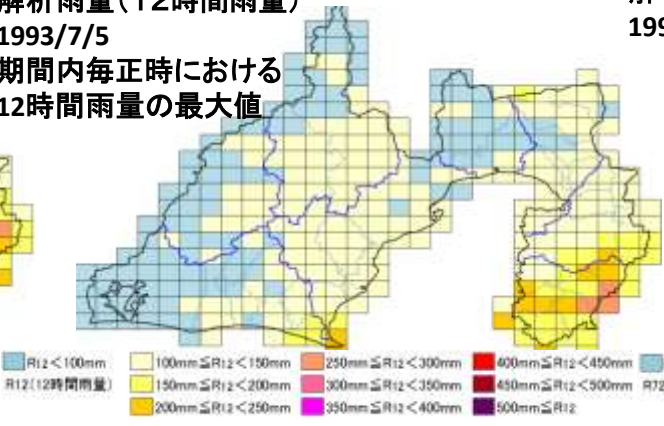 解析雨量(12時間雨量)
1993/7/5
期間内毎正時における
12時間雨量の最大値
199
R12<100mm
100mm≦R12<150mm
250mm≦R12<300mm
400mm≦R12<450mm
R12(12時間雨量)
150mm≦R12<200mm
300mm≦R12<350mm
450mm≦R12<500mm
R72
200mm≦R12<250mm
350mm≦R12<400mm
500mm≦R12